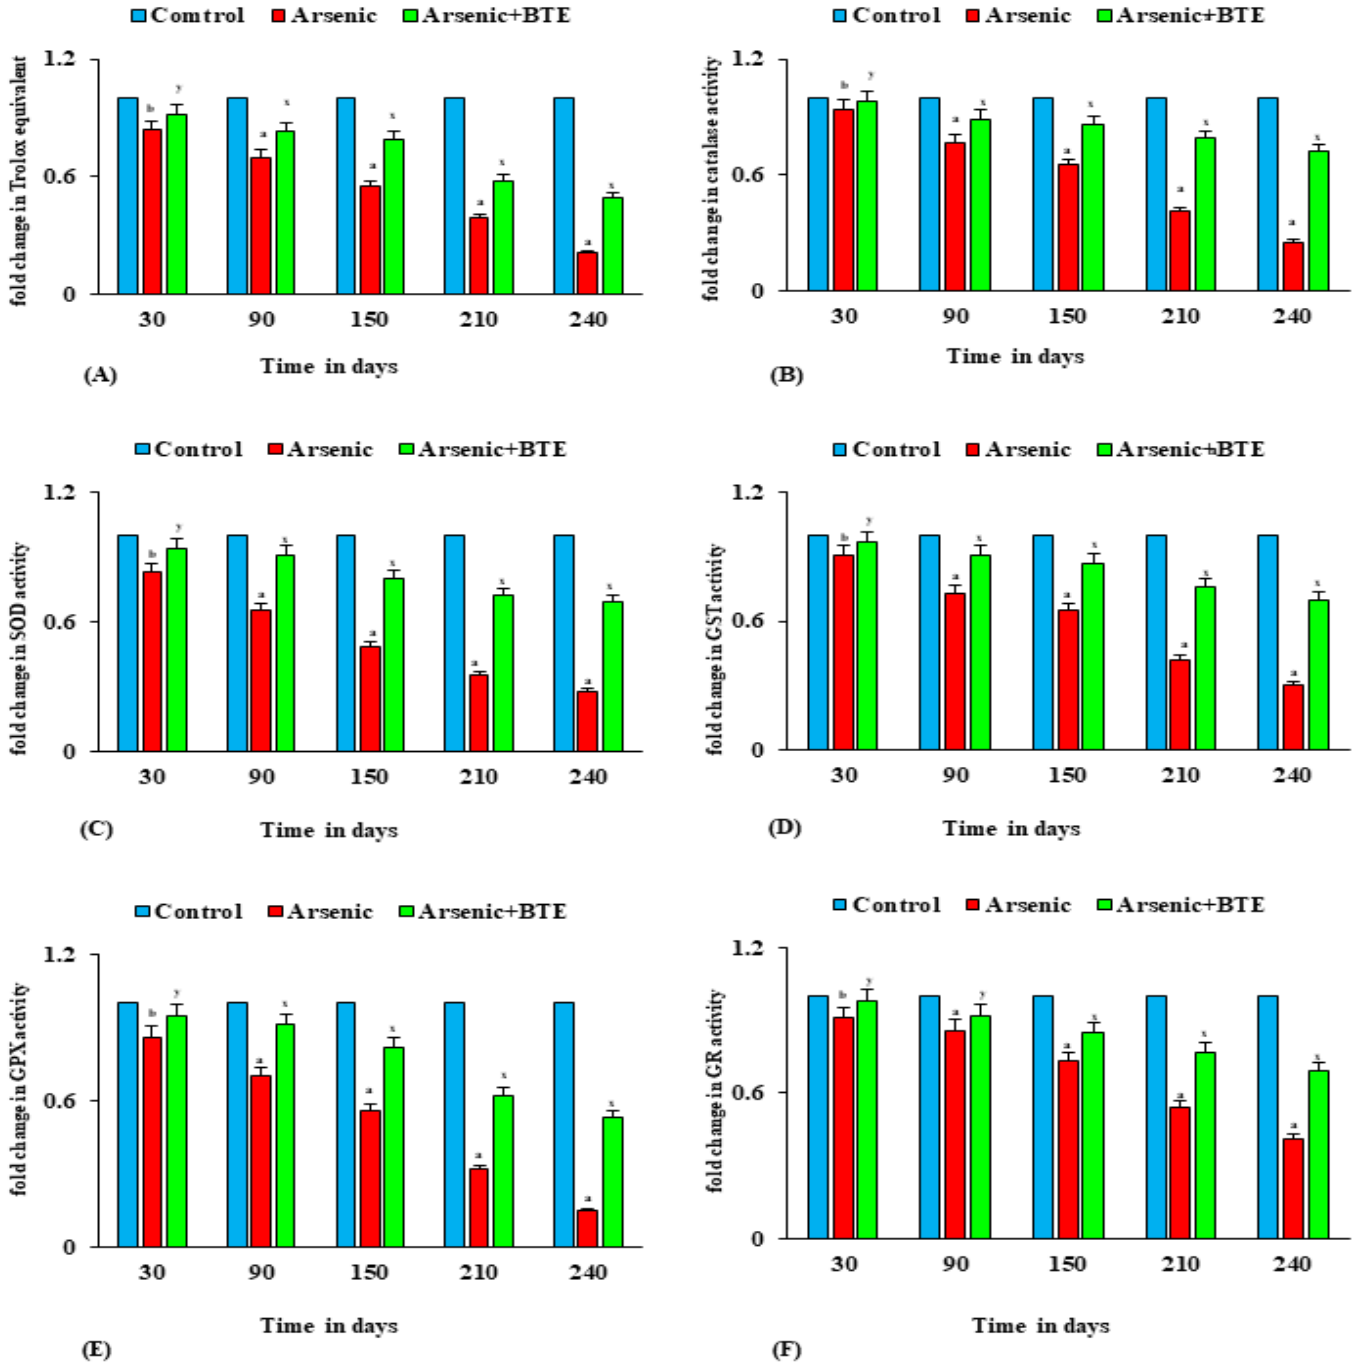 Comtrol Arsenic Arsenic+BTE
fold change in Trolox equivalent
1.2
0.6
0
b y a x a x a x a x
30 90 150 210 240
Time in days
(A)
Control Arsenic Arsenic+BTE
fold change in catalase activity
1.2
0.6
0
b y a x a x a x a x
30 90 150 210 240
Time in days
(B)
Control Arsenic Arsenic+BTE
fold change in SOD activity
1.2
0.6
0
b y a x a x a x a x
30 90 150 210 240
Time in days
(C)
Control Arsenic Arsenic+BTE
fold change in GST activity
1.2
0.6
0
b y a x a x a x a x
30 90 150 210 240
Time in days
(D)
Control Arsenic Arsenic+BTE
fold change in GPX activity
1.2
0.6
0
b y a x a x a x a x
30 90 150 210 240
Time in days
(E)
Control Arsenic Arsenic+BTE
fold change in GR activity
1.2
0.6
0
b y a y a x a x a x
30 90 150 210 240
Time in days
(F)